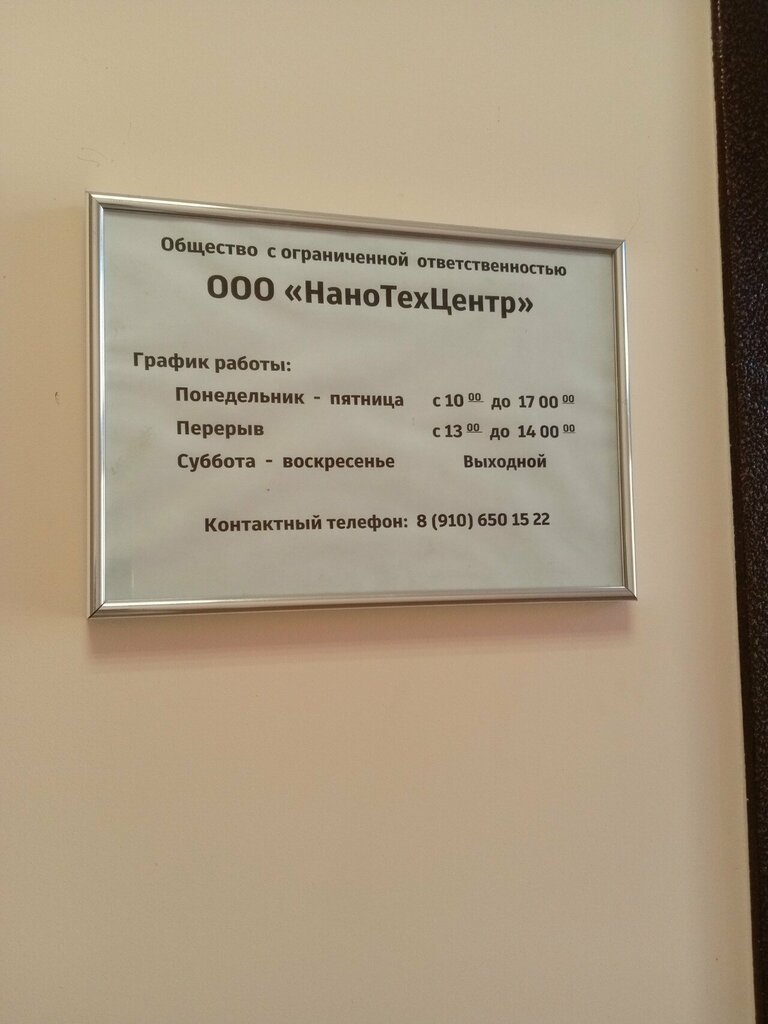 Общество с ограниченной ответственностью
ООО «НаноТехЦентр»
График работы:
Понедельник - пятница с 10 00 до 17 00 00
Перерыв с 13 00 до 14 00 00
Суббота - воскресенье Выходной
Контактный телефон: 8 (910) 650 15 22